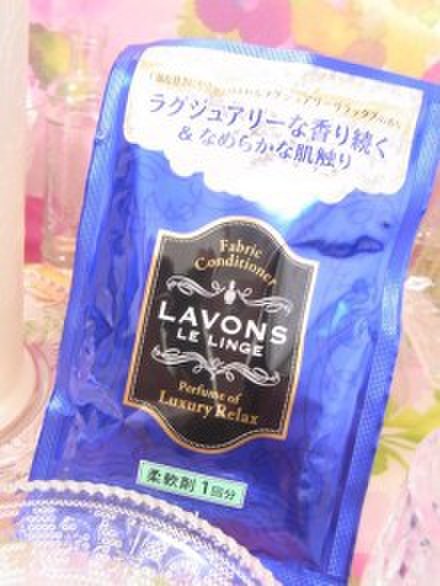 ラグジュアリーな香り続く
&なめらかな肌触り
Fabric
Conditioner
LAVONS
LE LINGE
Perfume of
Luxury Relax
柔軟剤1回分